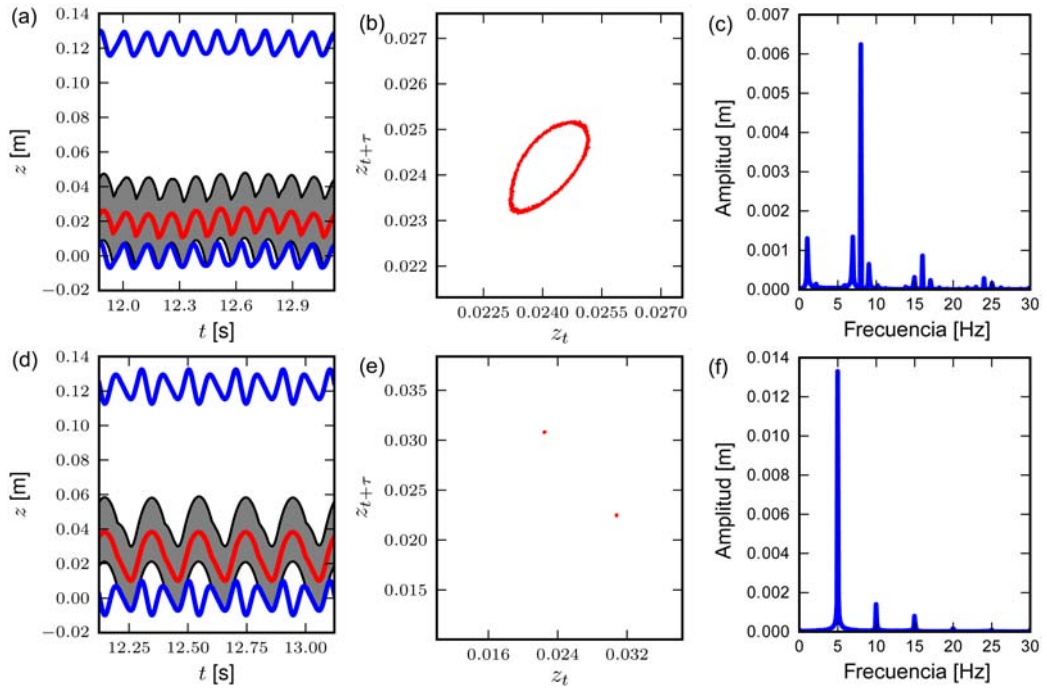 (a)
0.14
0.12
0.10
0.08
0.06
0.04
0.02
0.00
−0.02
z [m]
12.0 12.3 12.6 12.9
t [s]
(b)
0.027
0.026
0.025
0.024
0.023
0.022
z_{t+τ}
0.0225 0.0240 0.0255 0.0270
z_t
(c)
0.007
0.006
0.005
0.004
0.003
0.002
0.001
0.000
Amplitud [m]
0 5 10 15 20 25 30
Frecuencia [Hz]
(d)
0.14
0.12
0.10
0.08
0.06
0.04
0.02
0.00
−0.02
z [m]
12.25 12.50 12.75 13.00
t [s]
(e)
0.030
0.025
0.020
0.015
z_{t+τ}
0.016 0.024 0.032
z_t
(f)
0.014
0.012
0.010
0.008
0.006
0.004
0.002
0.000
Amplitud [m]
0 5 10 15 20 25 30
Frecuencia [Hz]